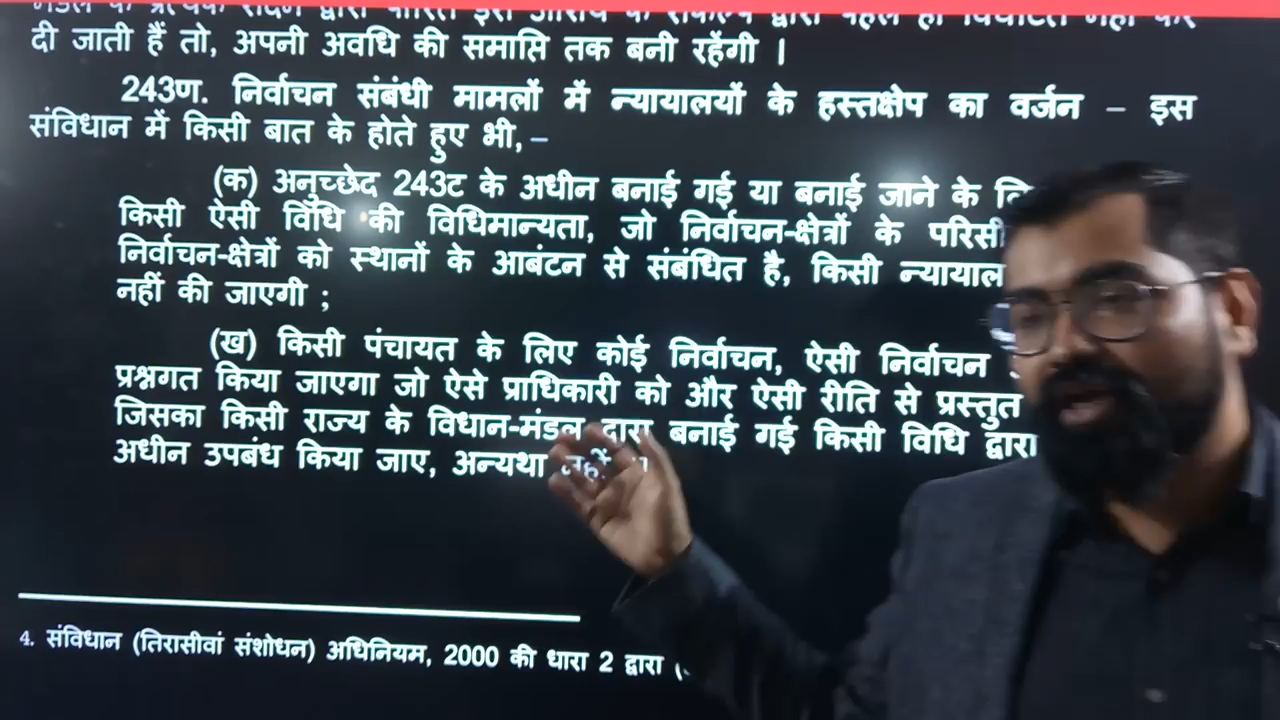 दी जाती हैं तो, अपनी अवधि की समाप्ति तक बनी रहेंगी ।
243ण. निर्वाचन संबंधी मामलों में न्यायालयों के हस्तक्षेप का वर्जन – इस
संविधान में किसी बात के होते हुए भी,–
(क) अनुच्छेद 243ट के अधीन बनाई गई या बनाई जाने के
किसी ऐसी विधि की विधिमान्यता, जो निर्वाचन-क्षेत्रों के
निर्वाचन-क्षेत्रों को स्थानों के आबंटन से संबंधित है, किसी
नहीं की जाएगी ;
(ख) किसी पंचायत के लिए कोई निर्वाचन, ऐसी निर्वाचन
प्रश्नगत किया जाएगा जो ऐसे प्राधिकारी को और ऐसी रीति से प्रस्तुत
जिसका किसी राज्य के विधान-मंडल द्वारा बनाई गई किसी विधि द्वारा
अधीन उपबंध किया जाए, अन्यथा नहीं
4. संविधान (तिरासीवां संशोधन) अधिनियम, 2000 की धारा 2 द्वारा